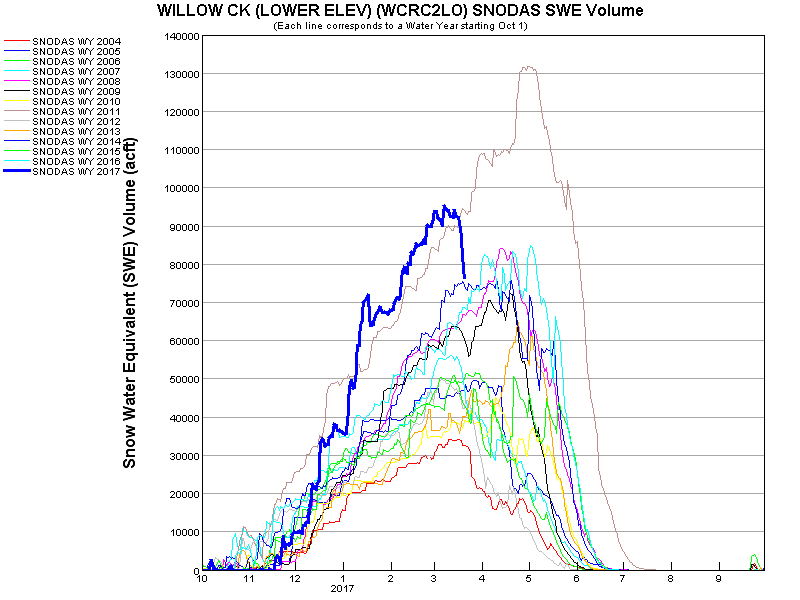 WILLOW CK (LOWER ELEV) (WCRC2LO) SNODAS SWE Volume
(Each line corresponds to a Water Year starting Oct 1)
SNODAS WY 2004
SNODAS WY 2005
SNODAS WY 2006
SNODAS WY 2007
SNODAS WY 2008
SNODAS WY 2009
SNODAS WY 2010
SNODAS WY 2011
SNODAS WY 2012
SNODAS WY 2013
SNODAS WY 2014
SNODAS WY 2015
SNODAS WY 2016
SNODAS WY 2017
Snow Water Equivalent (SWE) Volume (acft)
140000
130000
120000
110000
100000
90000
80000
70000
60000
50000
40000
30000
20000
10000
0
10 11 12 1 2 3 4 5 6 7 8 9
2017